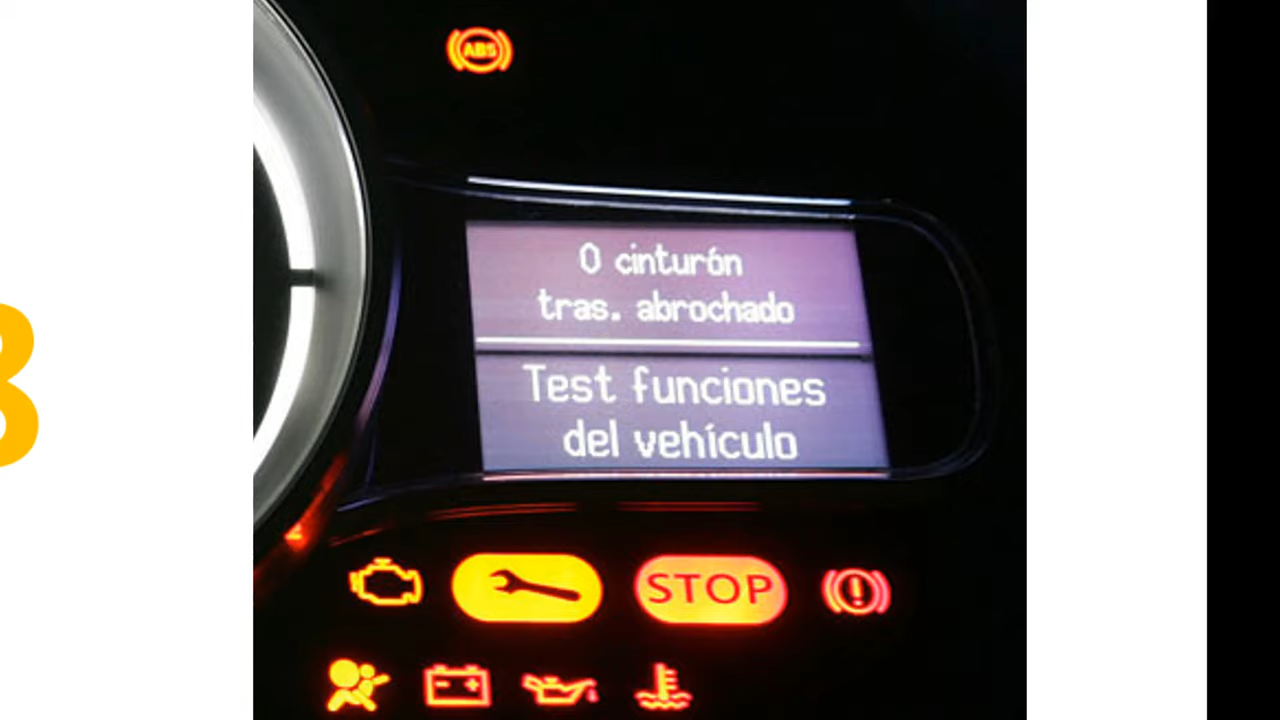 ABS
0 cinturón
tras. abrochado
Test funciones
del vehículo
STOP